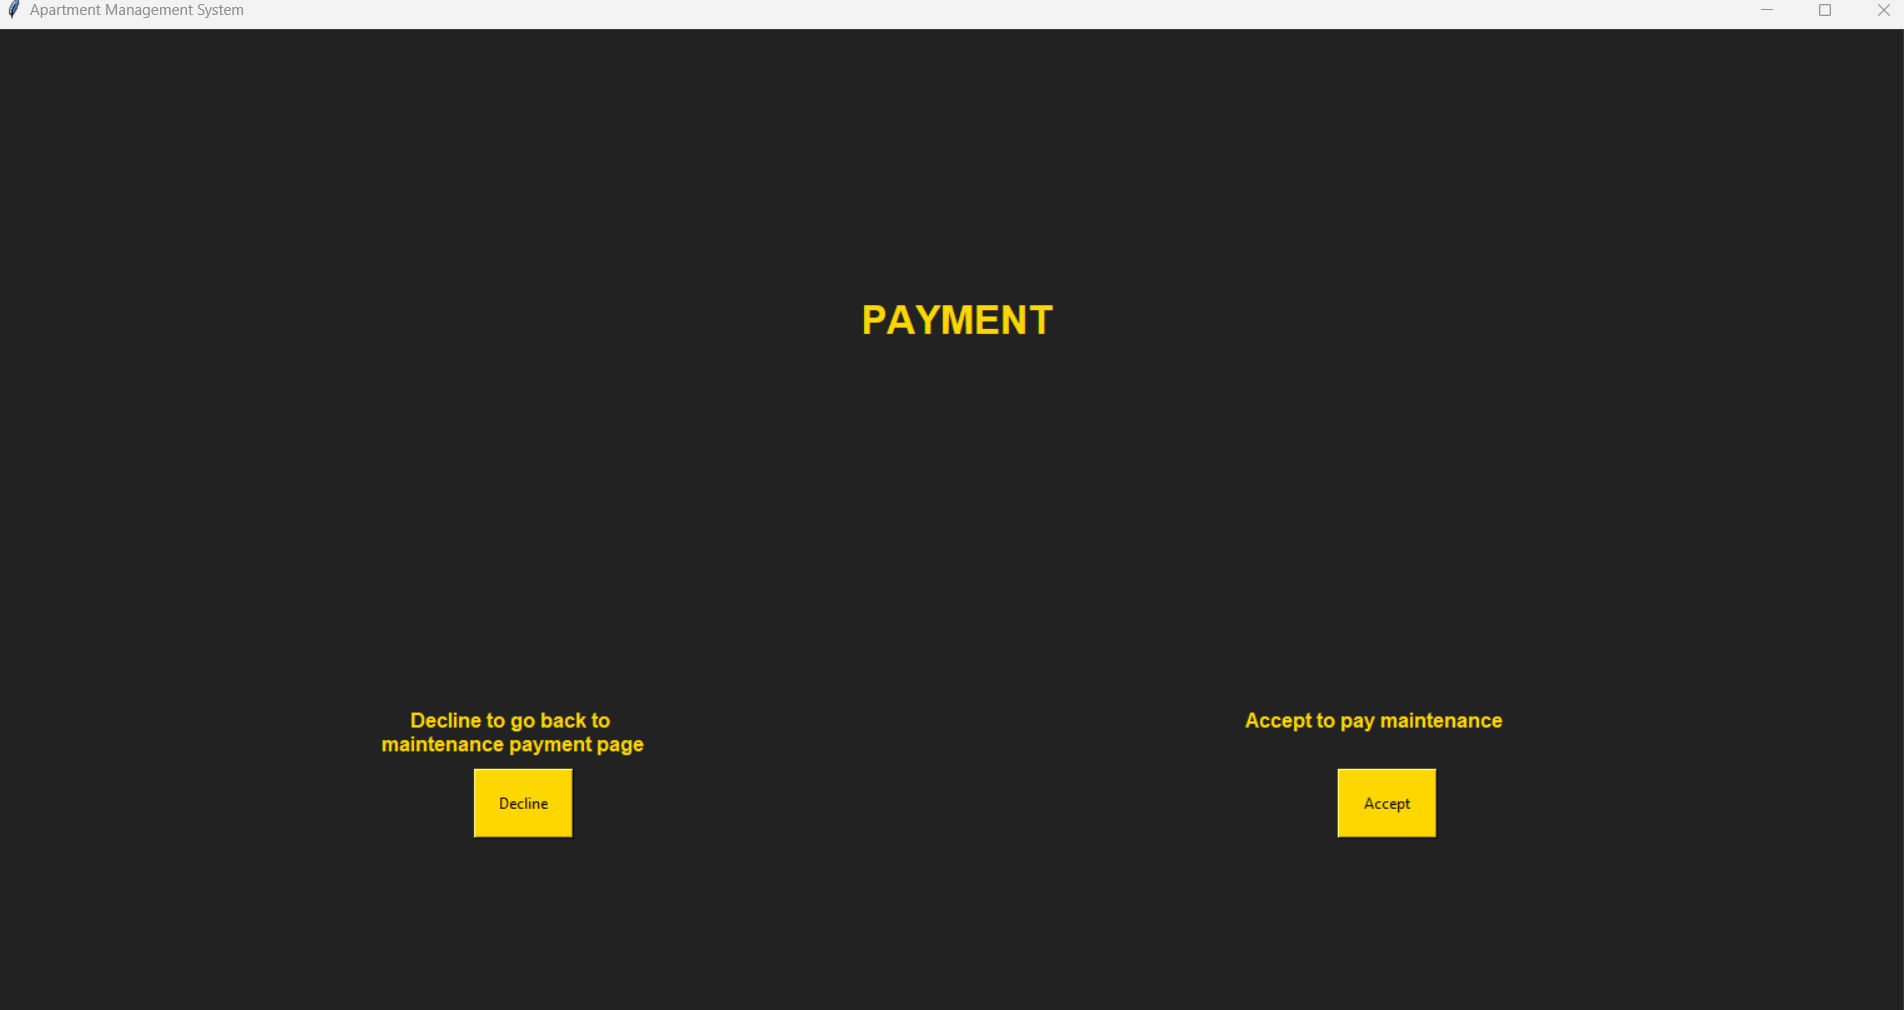 Apartment Management System
PAYMENT
Decline to go back to
maintenance payment page
Accept to pay maintenance
Decline
Accept